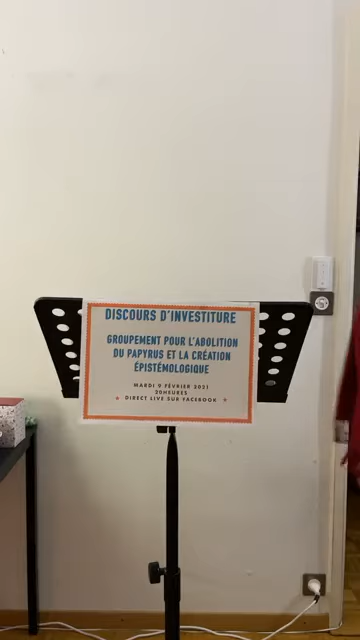 DISCOURS D'INVESTITURE
GROUPEMENT POUR L'ABOLITION
DU PAPYRUS ET LA CRÉATION
ÉPISTÉMOLOGIQUE
MARDI 9 FÉVRIER 2021
20HEURES
★ DIRECT LIVE SUR FACEBOOK ★